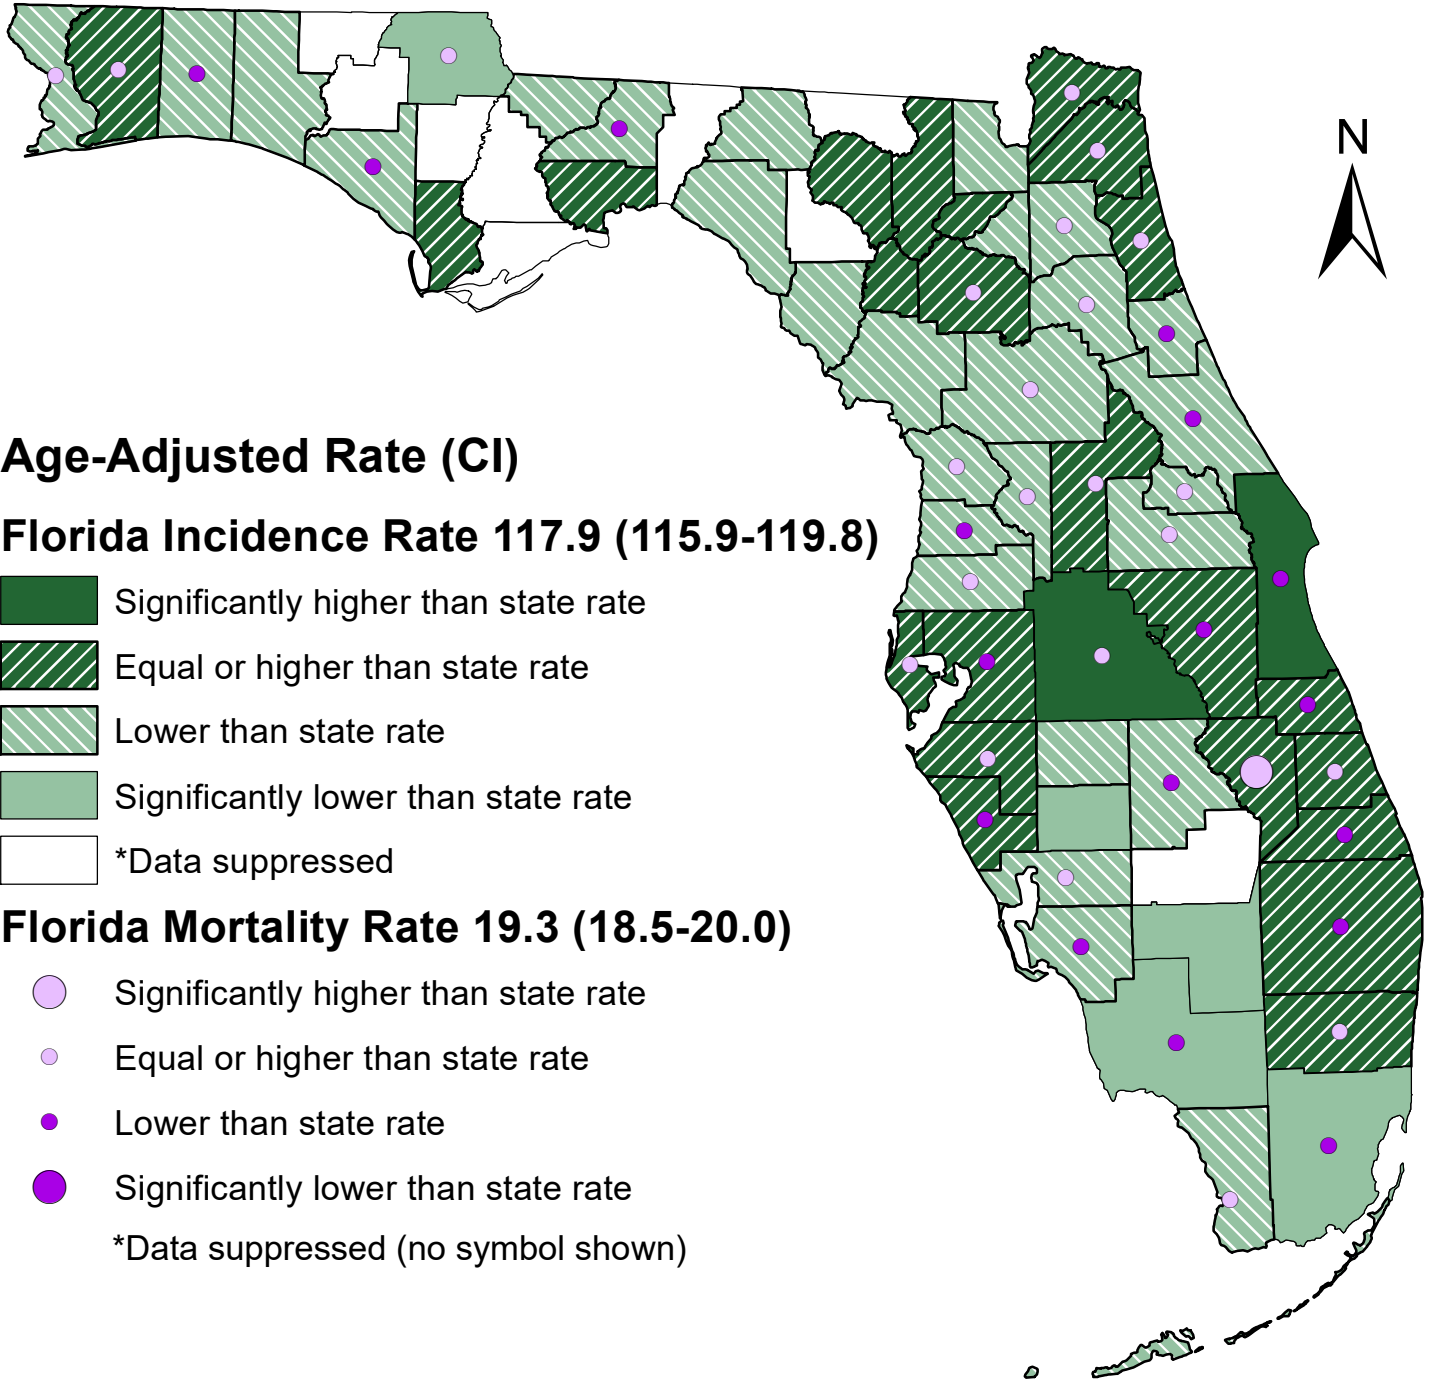 N
Age-Adjusted Rate (CI)
Florida Incidence Rate 117.9 (115.9-119.8)
Significantly higher than state rate
Equal or higher than state rate
Lower than state rate
Significantly lower than state rate
*Data suppressed
Florida Mortality Rate 19.3 (18.5-20.0)
Significantly higher than state rate
Equal or higher than state rate
Lower than state rate
Significantly lower than state rate
*Data suppressed (no symbol shown)